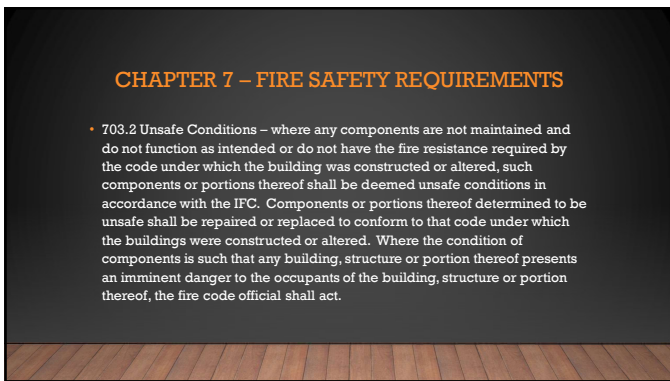 CHAPTER 7 – FIRE SAFETY REQUIREMENTS
• 703.2 Unsafe Conditions – where any components are not maintained and
do not function as intended or do not have the fire resistance required by
the code under which the building was constructed or altered, such
components or portions thereof shall be deemed unsafe conditions in
accordance with the IFC.  Components or portions thereof determined to be
unsafe shall be repaired or replaced to conform to that code under which
the buildings were constructed or altered.  Where the condition of
components is such that any building, structure or portion thereof presents
an imminent danger to the occupants of the building, structure or portion
thereof, the fire code official shall act.